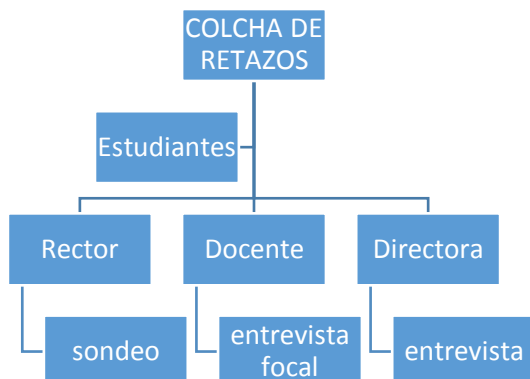 COLCHA DE
RETAZOS
Estudiantes
Rector
Docente
Directora
sondeo
entrevista
focal
entrevista